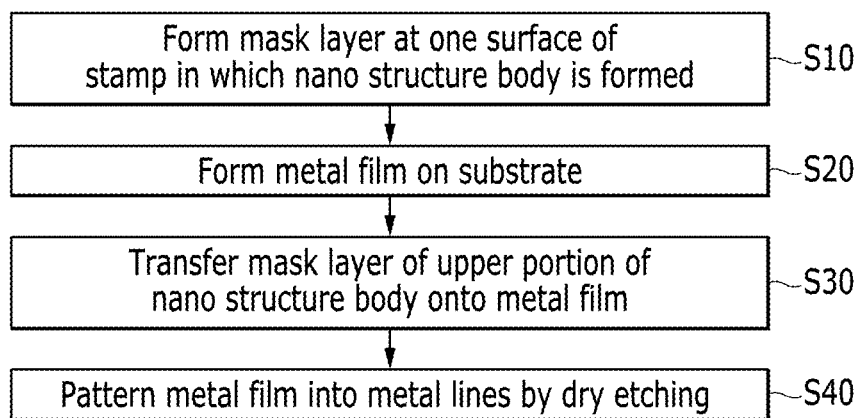 Form mask layer at one surface of
stamp in which nano structure body is formed
S10
Form metal film on substrate
S20
Transfer mask layer of upper portion of
nano structure body onto metal film
S30
Pattern metal film into metal lines by dry etching
S40